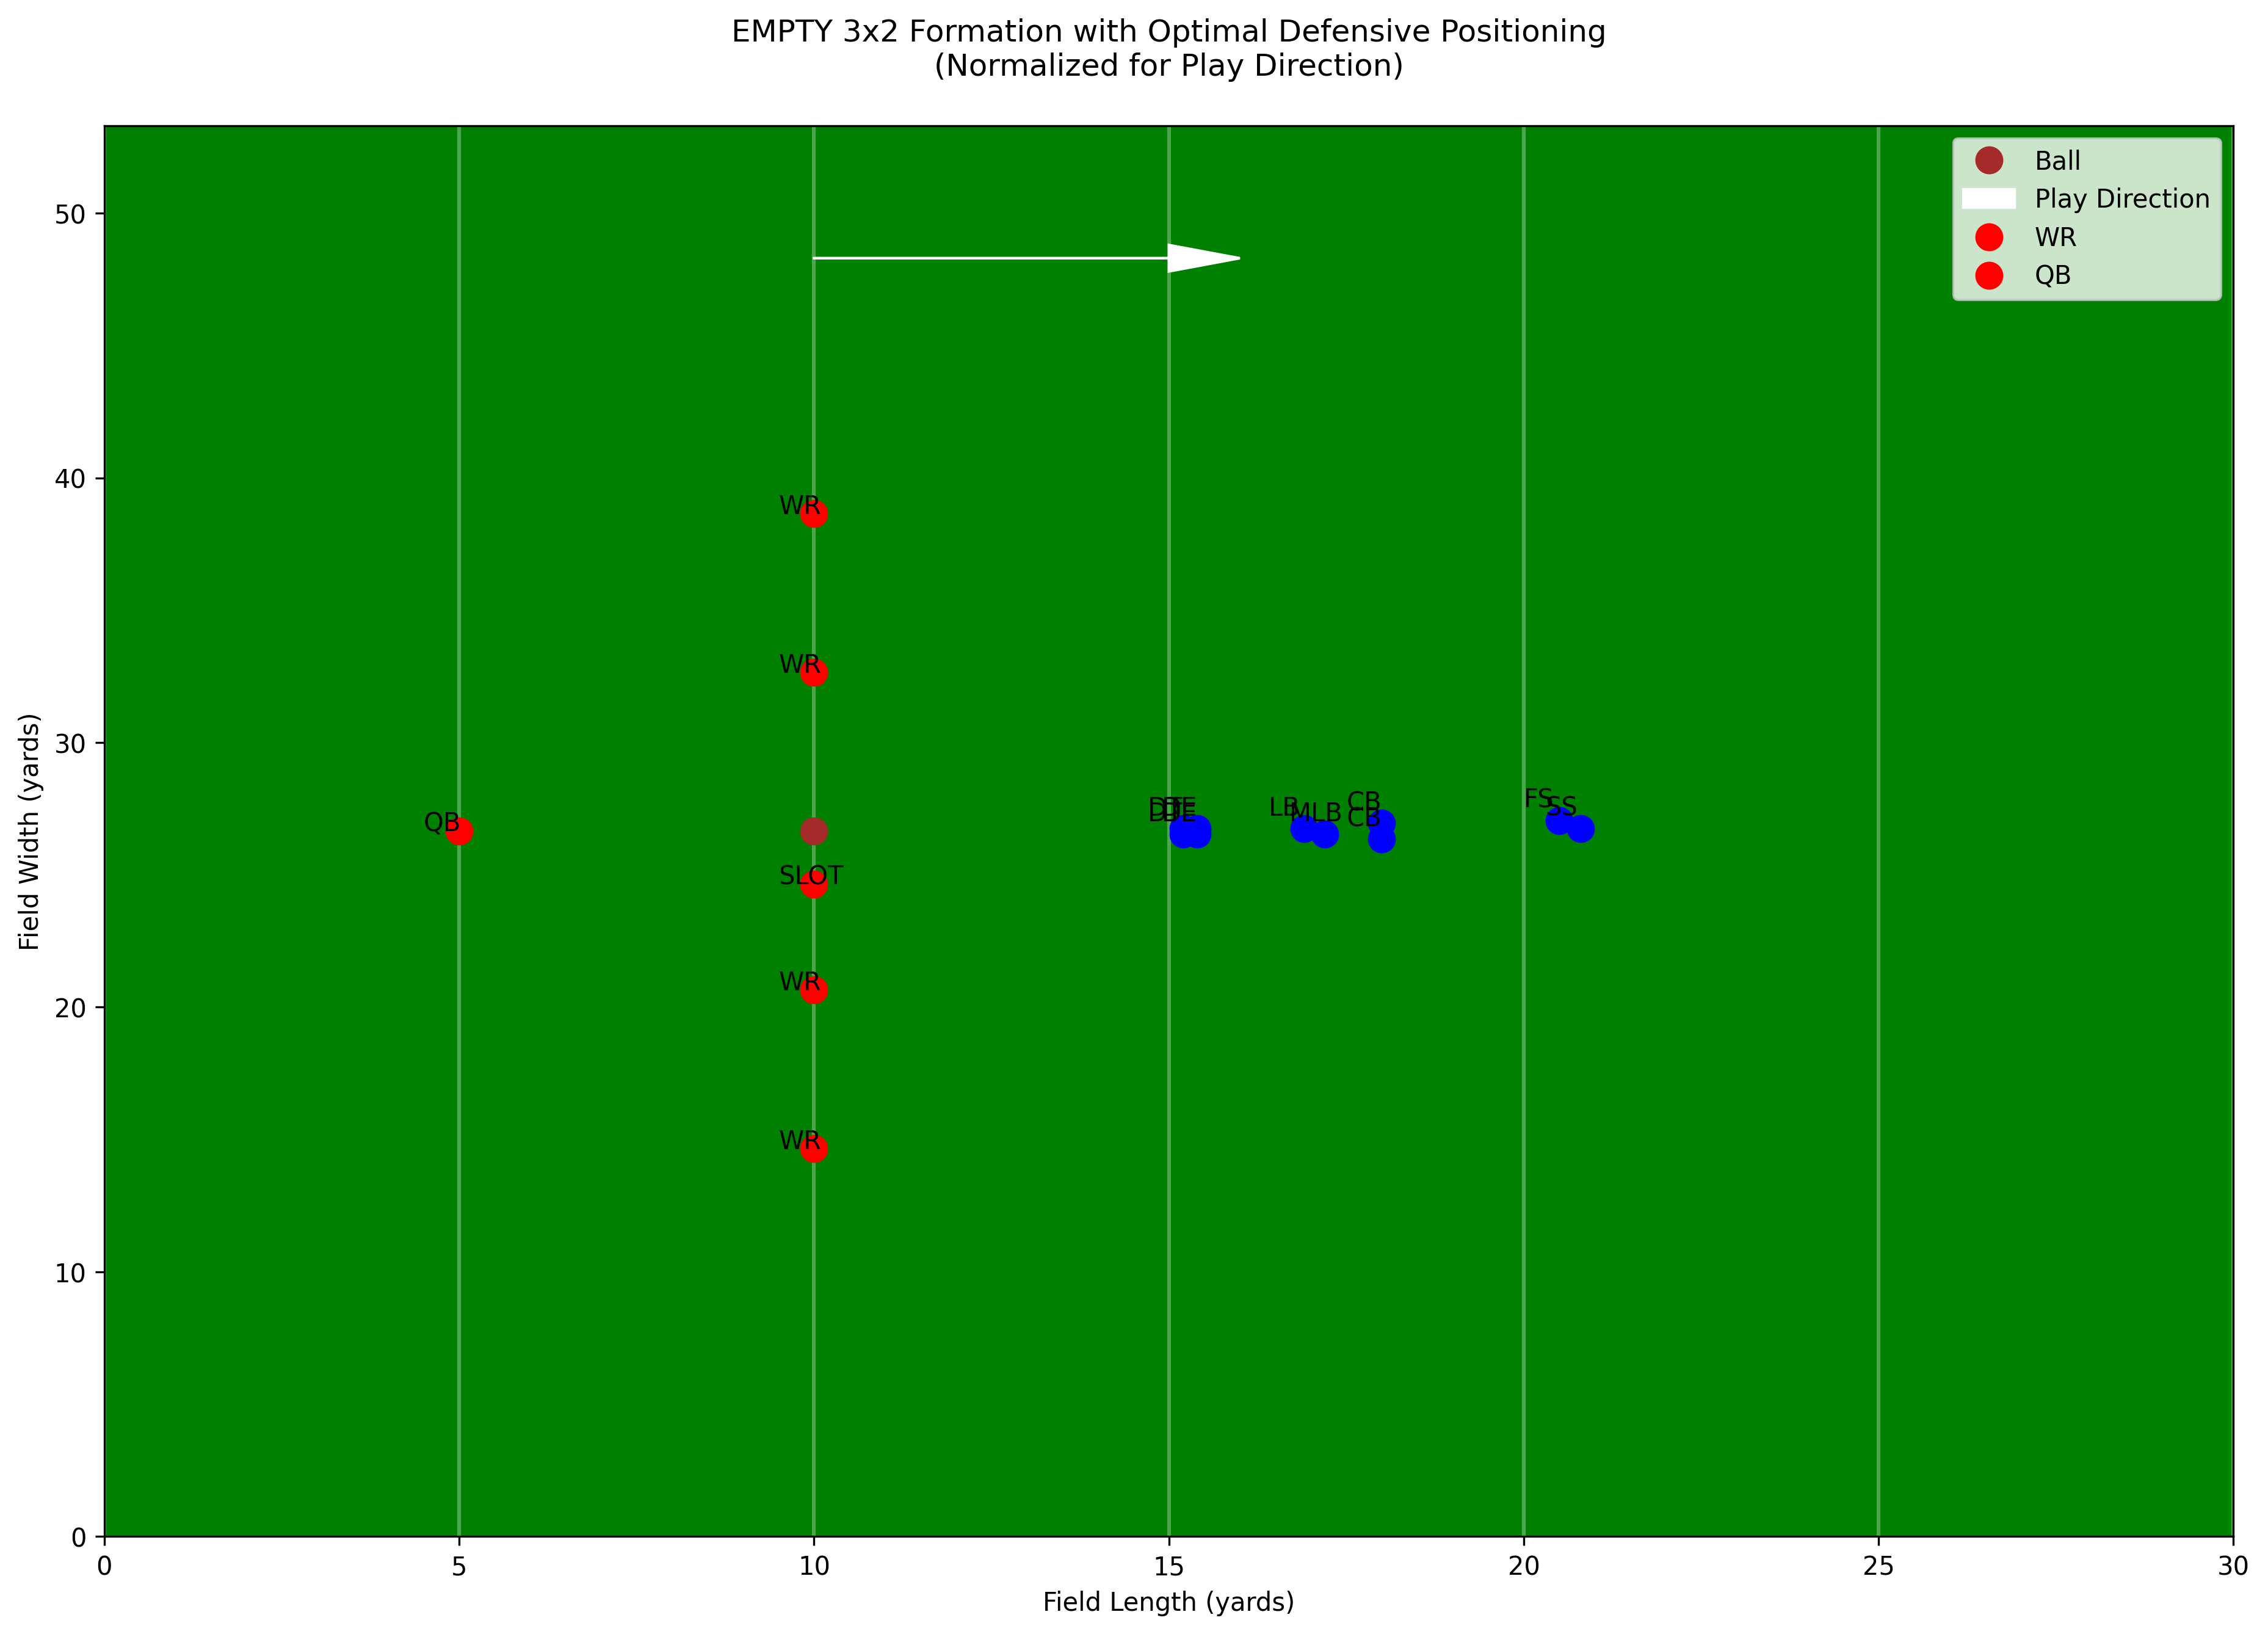 EMPTY 3x2 Formation with Optimal Defensive Positioning
(Normalized for Play Direction)
Ball
Play Direction
WR
QB
50
40
30
20
10
0
Field Width (yards)
WR
WR
QB
SLOT
WR
WR
DE
LB
MLB
CB
CB
FS
SS
0
5
10
15
20
25
30
Field Length (yards)